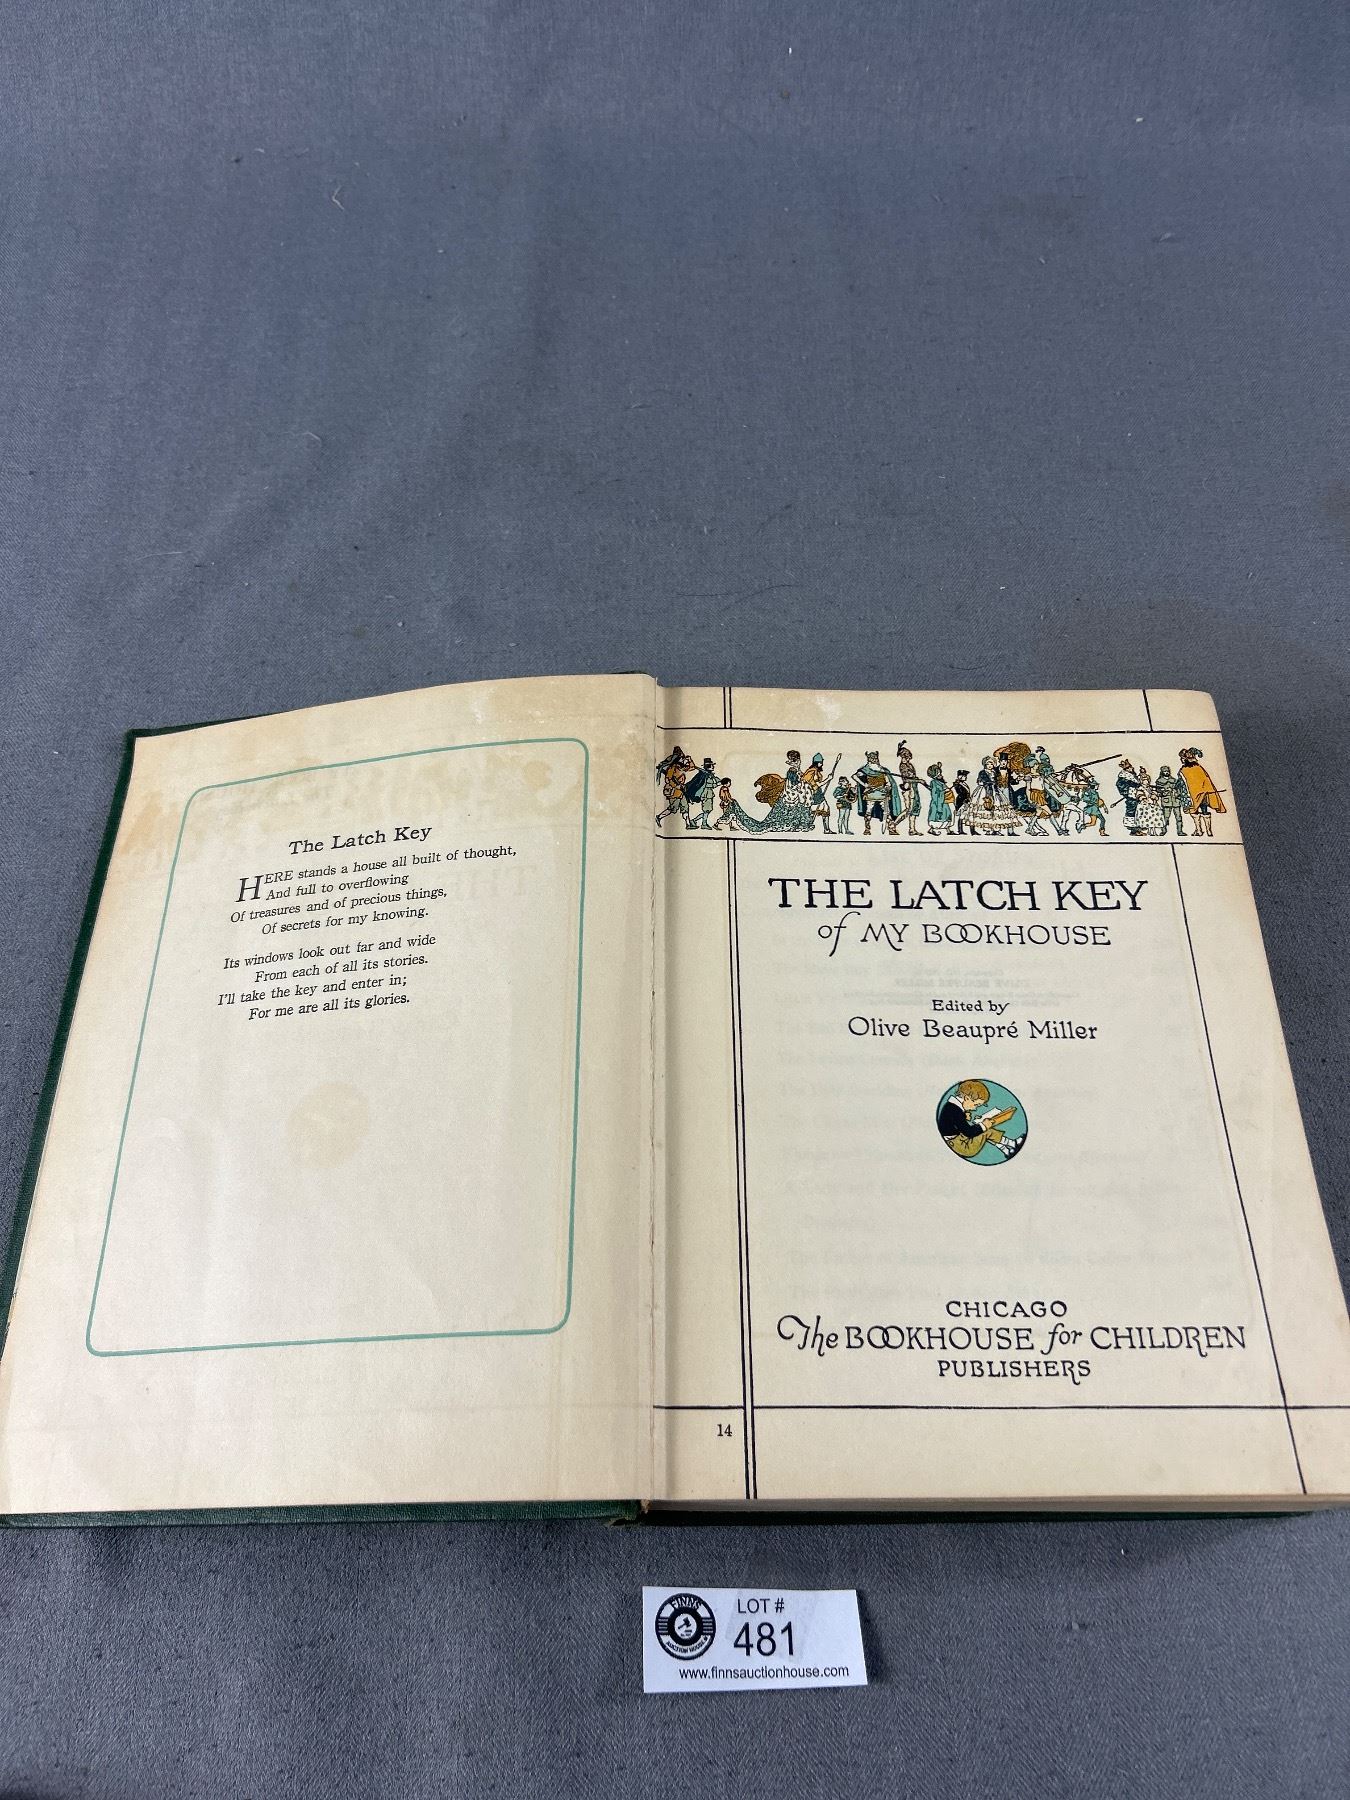 The Latch Key
HERE stands a house all built of thought,
And full to overflowing
Of treasures and of precious things,
Of secrets for my knowing.
Its windows look out far and wide
From each of all its stories.
I'll take the key and enter in;
For me are all its glories.
THE LATCH KEY
of MY BOOKHOUSE
Edited by
Olive Beaupré Miller
CHICAGO
The BOOKHOUSE for CHILDREN
PUBLISHERS
14
FINNS
AUCTION HOUSE
LOT #
481
www.finnsauctionhouse.com